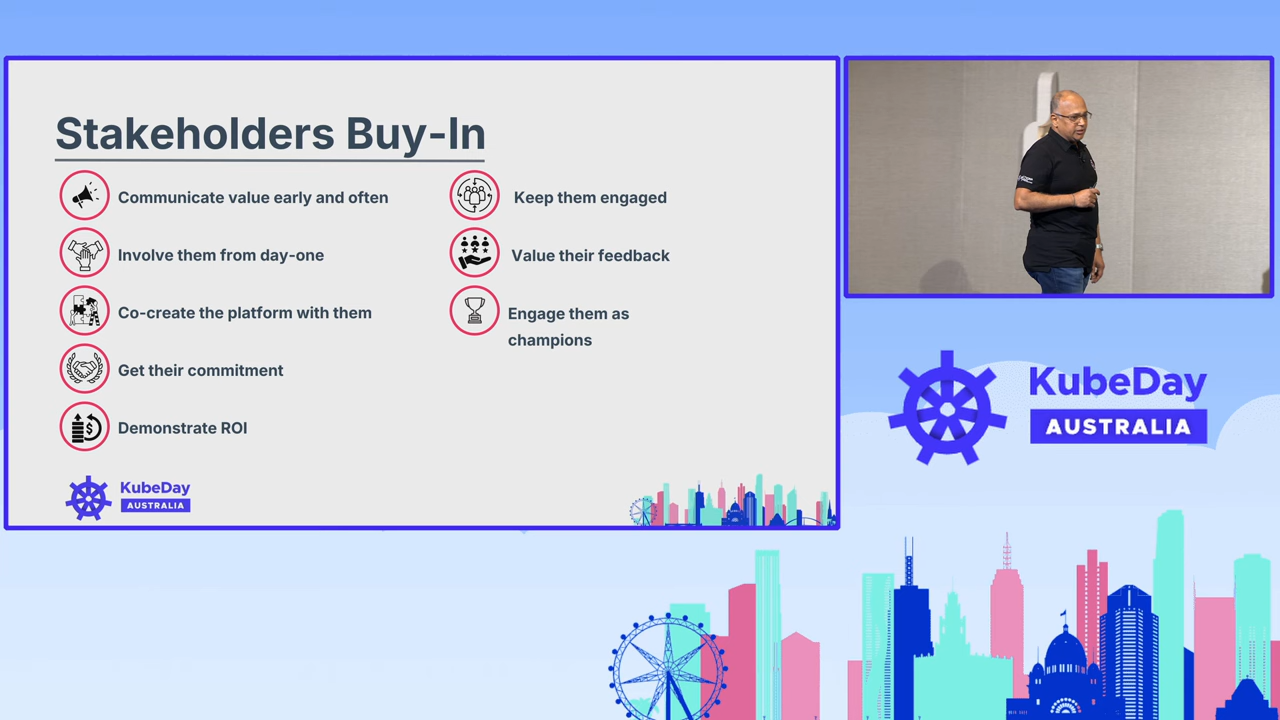 Stakeholders Buy-In
Communicate value early and often
Involve them from day-one
Co-create the platform with them
Get their commitment
Demonstrate ROI
Keep them engaged
Value their feedback
Engage them as
champions
KubeDay
AUSTRALIA
KubeDay
AUSTRALIA